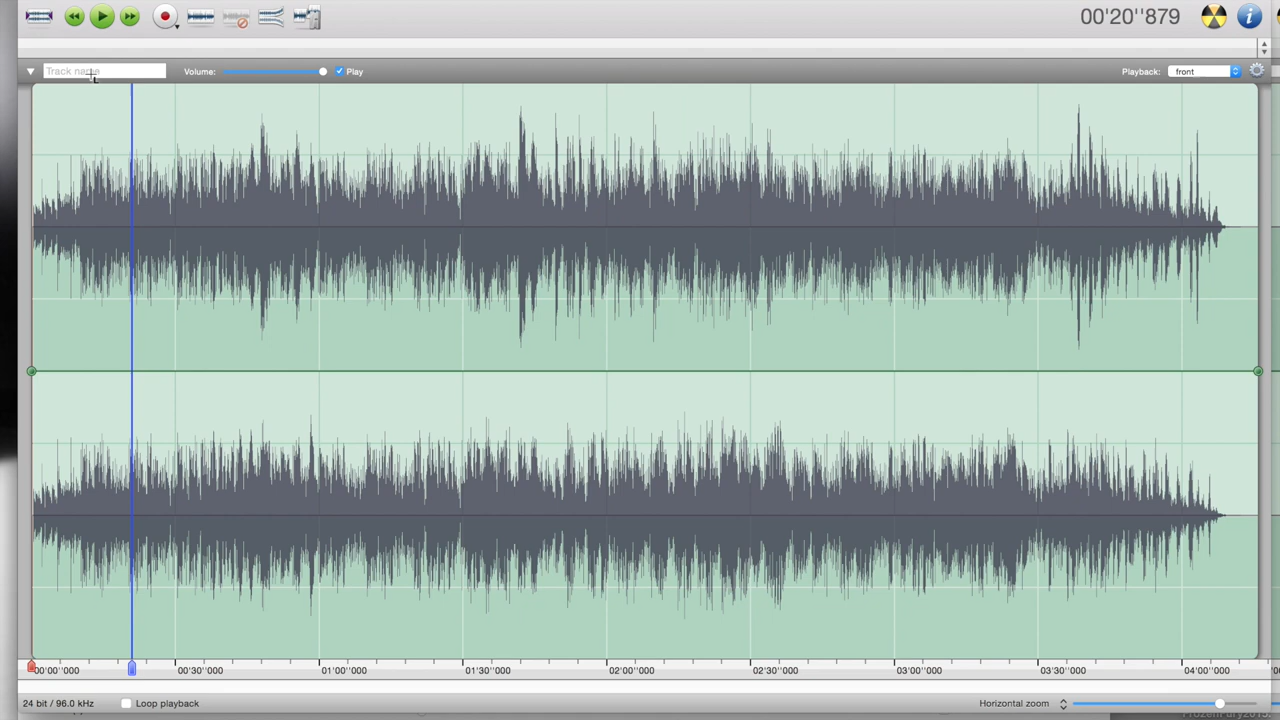 00'20''879
Track name
Volume:
Play
Playback: front
00'00''000 00'30''000 01'00''000 01'30''000 02'00''000 02'30''000 03'00''000 03'30''000 04'00''000
24 bit / 96.0 kHz Loop playback Horizontal zoom